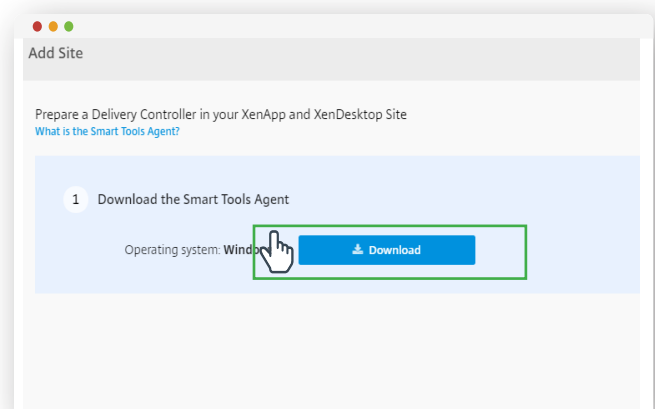 Add Site
Prepare a Delivery Controller in your XenApp and XenDesktop Site
What is the Smart Tools Agent?
1 Download the Smart Tools Agent
Operating system: Window
Download